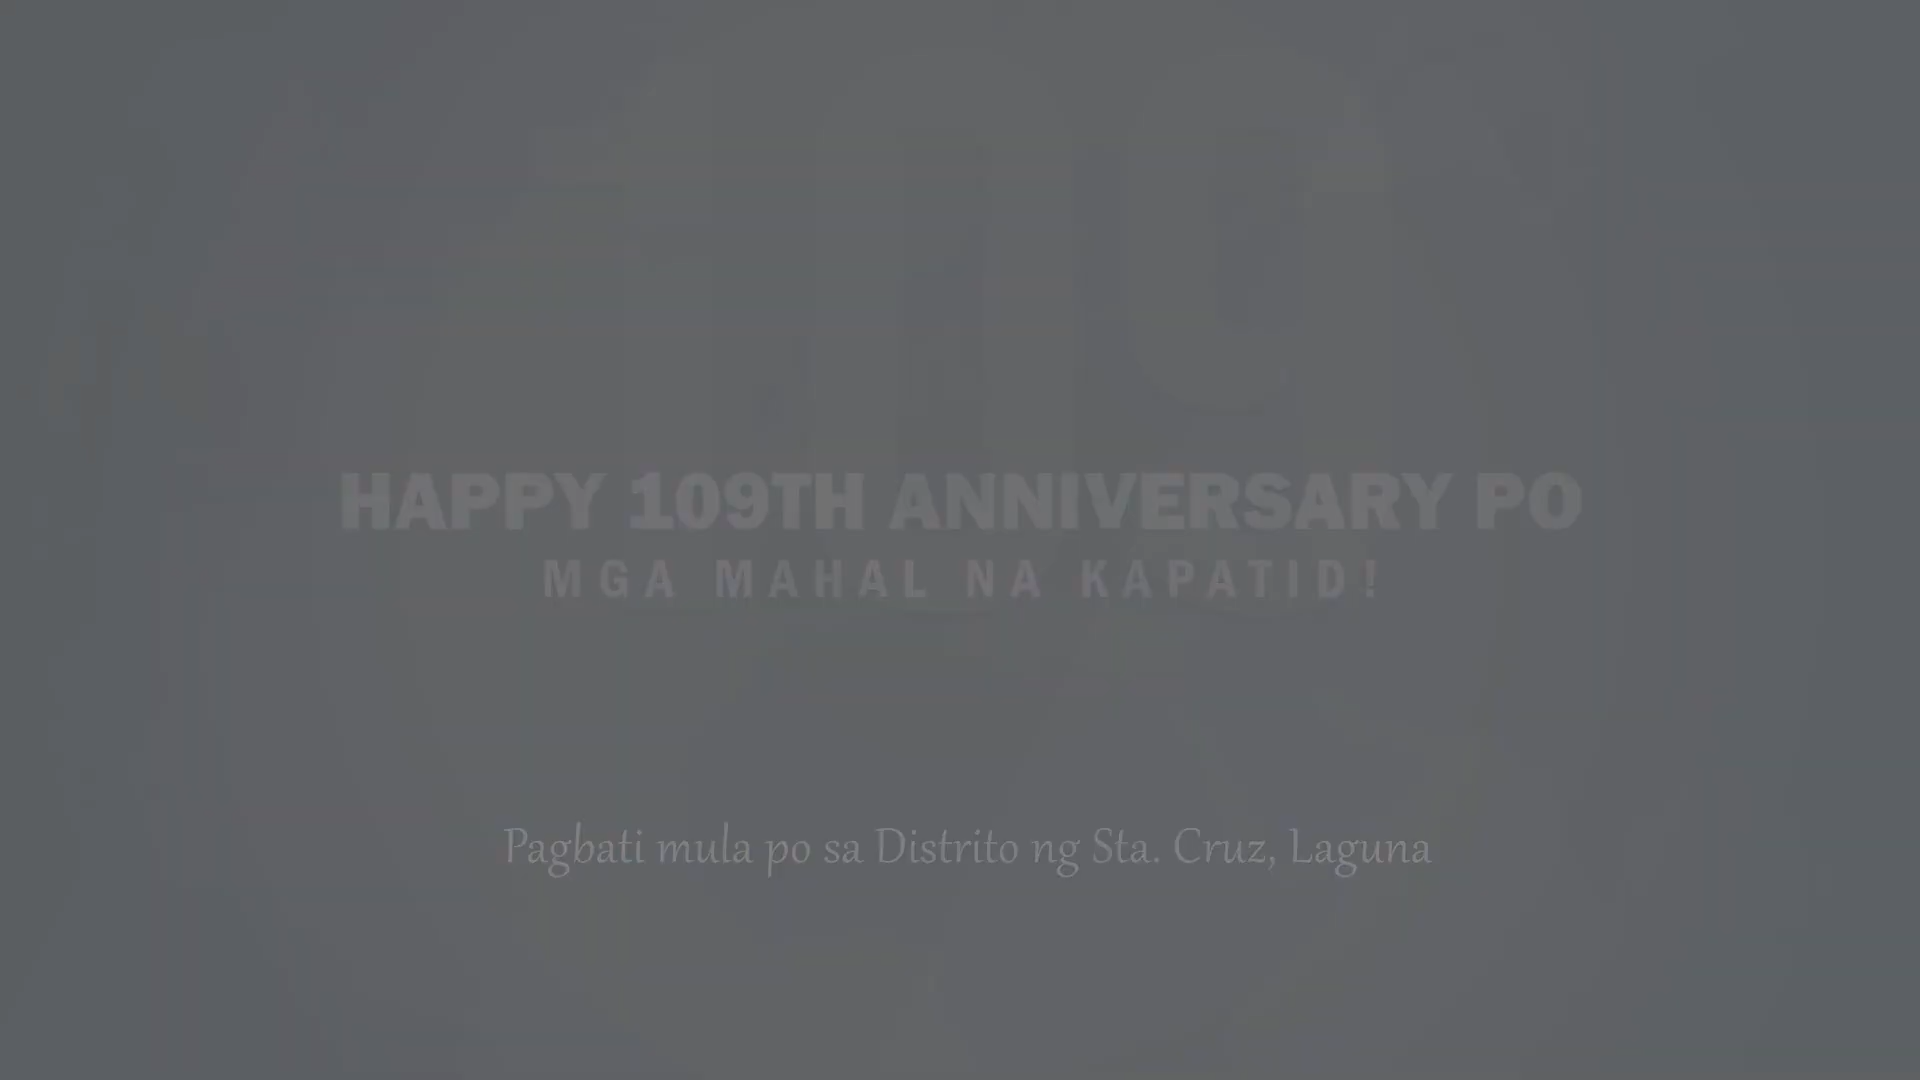 HAPPY 109TH ANNIVERSARY PO
MGA MAHAL NA KAPATID!
Pagbati mula po sa Distrito ng Sta. Cruz, Laguna